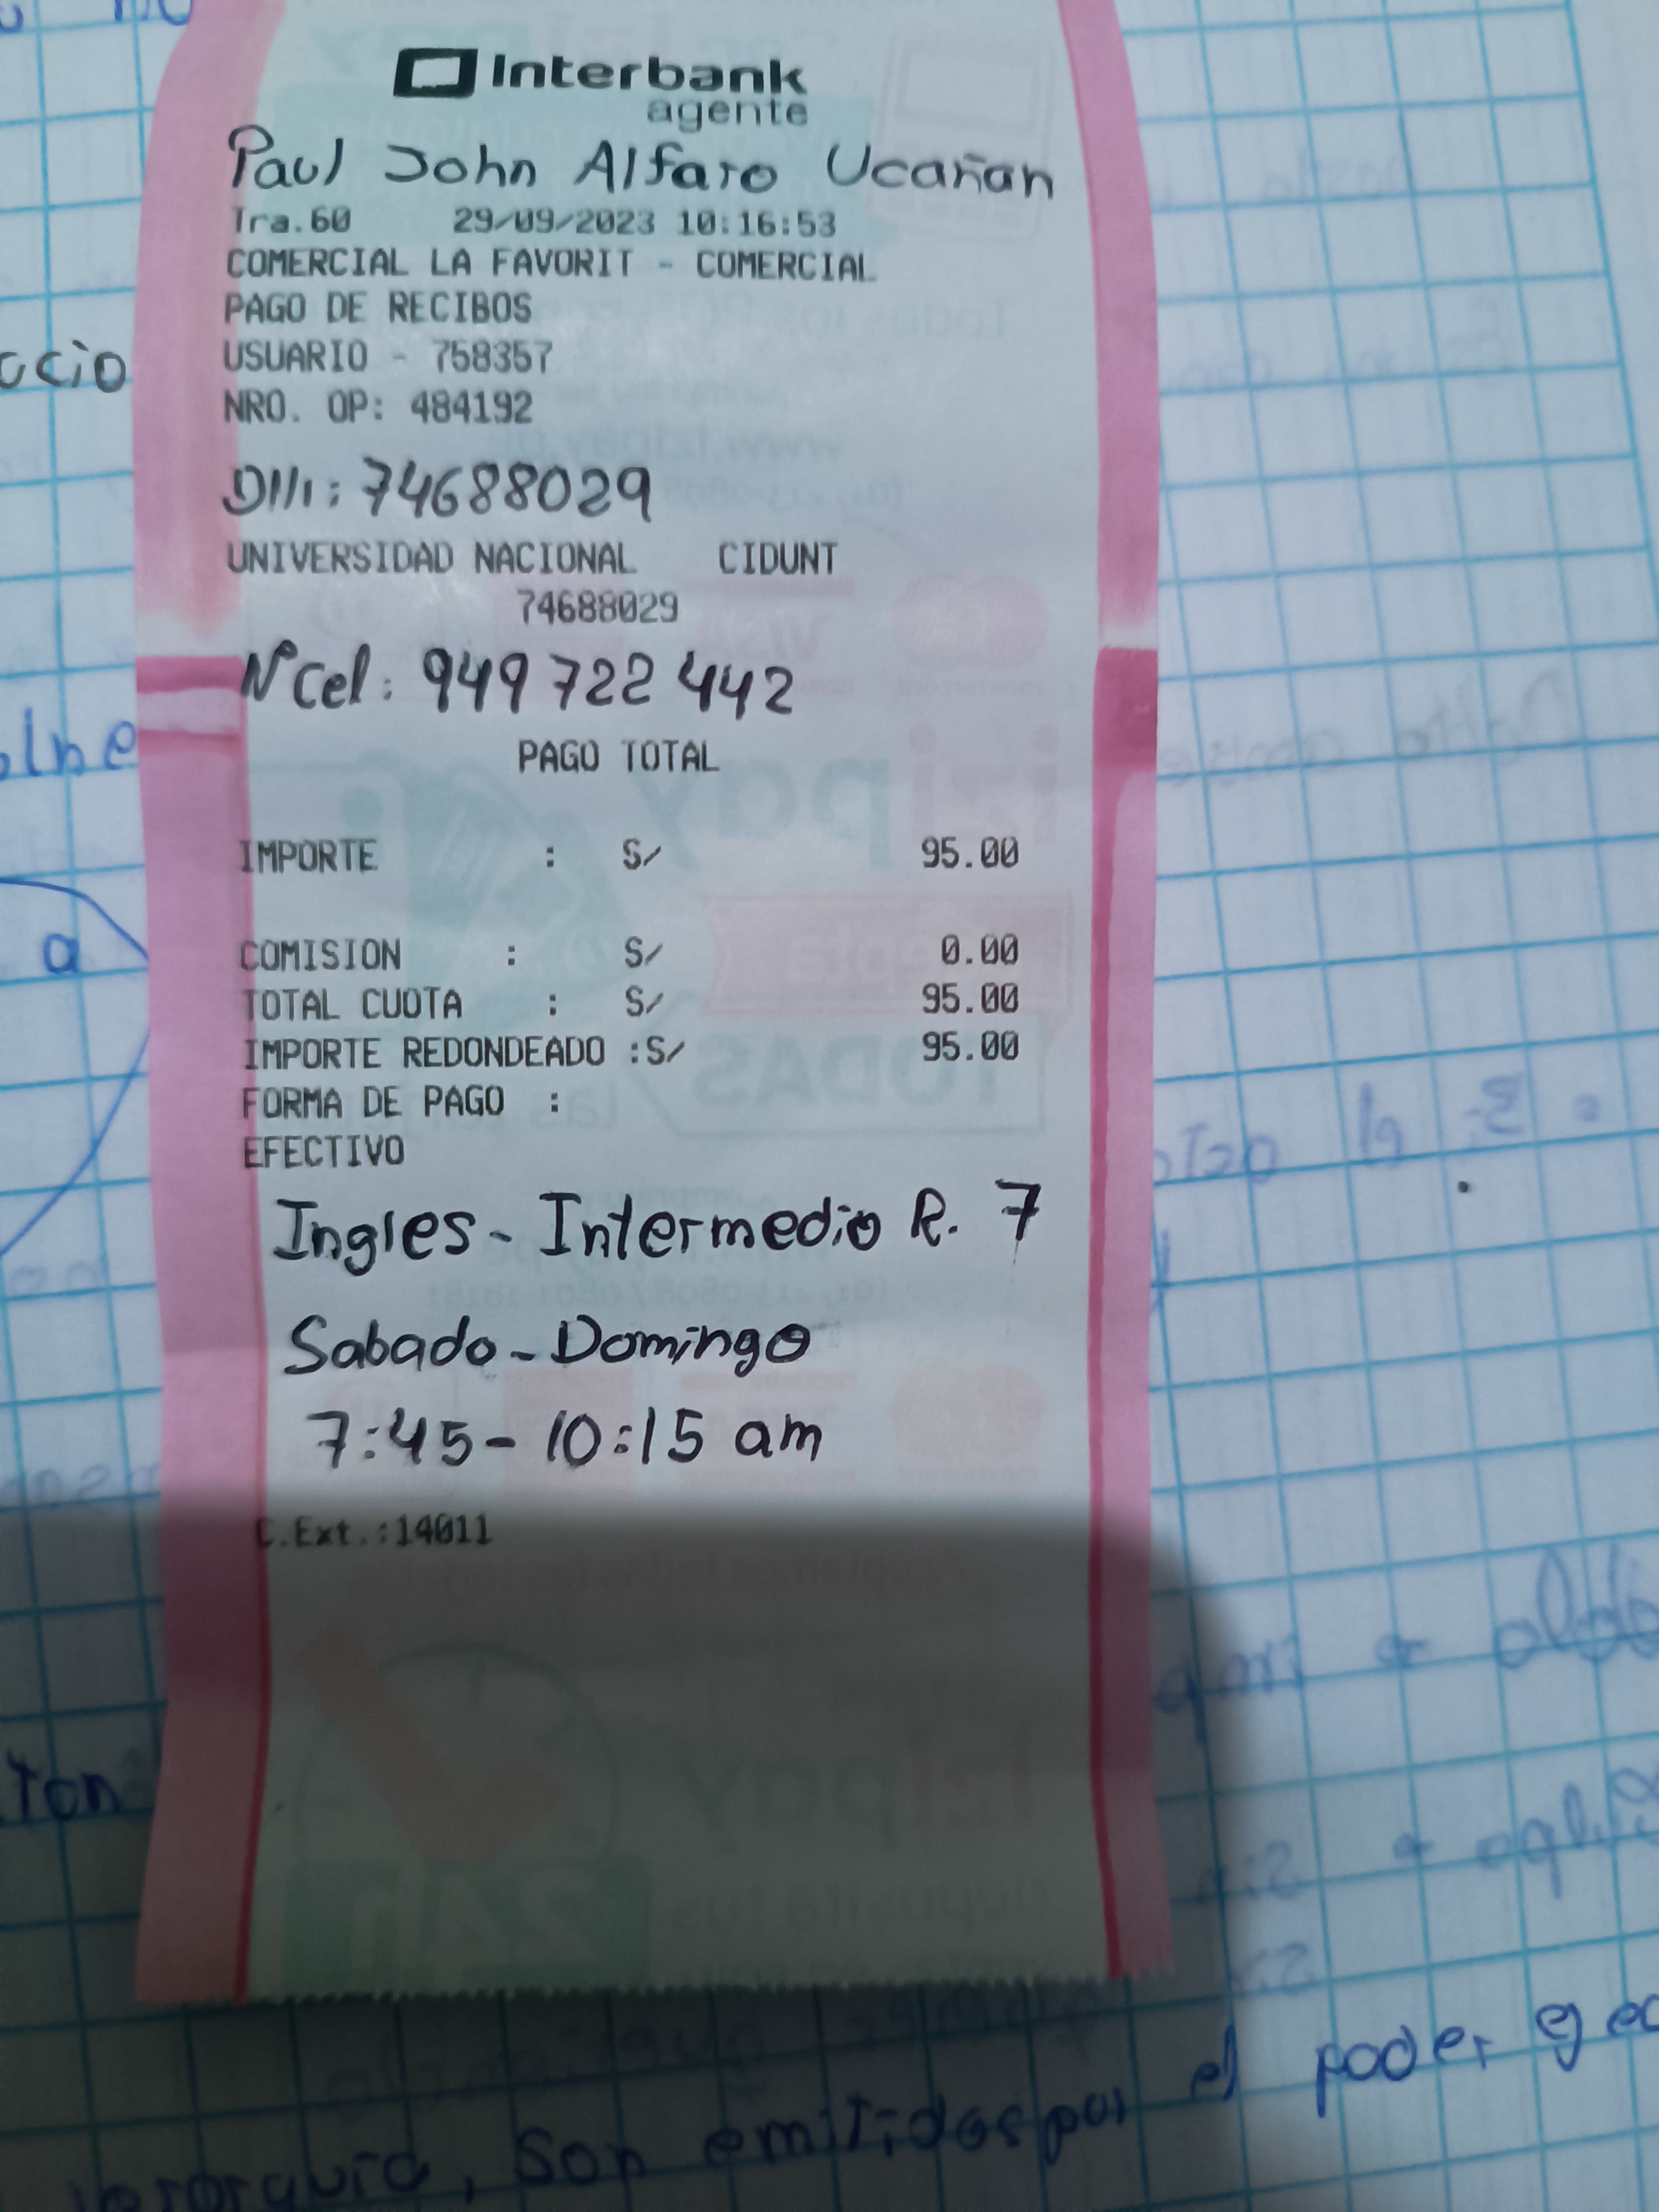 Interbank
agente
Paul John Alfaro Ucañan
Tra.60 29/09/2023 10:16:53
COMERCIAL LA FAVORIT - COMERCIAL
PAGO DE RECIBOS
USUARIO - 758357
NRO. OP: 484192
DNI: 74688029
UNIVERSIDAD NACIONAL CIDUNT
74688029
N° Cel: 949 722 442
PAGO TOTAL
IMPORTE : S/ 95.00
COMISION : S/ 0.00
TOTAL CUOTA : S/ 95.00
IMPORTE REDONDEADO :S/ 95.00
FORMA DE PAGO :
EFECTIVO
Ingles - Intermedio R. 7
Sabado - Domingo
7:45 - 10:15 am
C.Ext.:14011
son emitidas por el poder